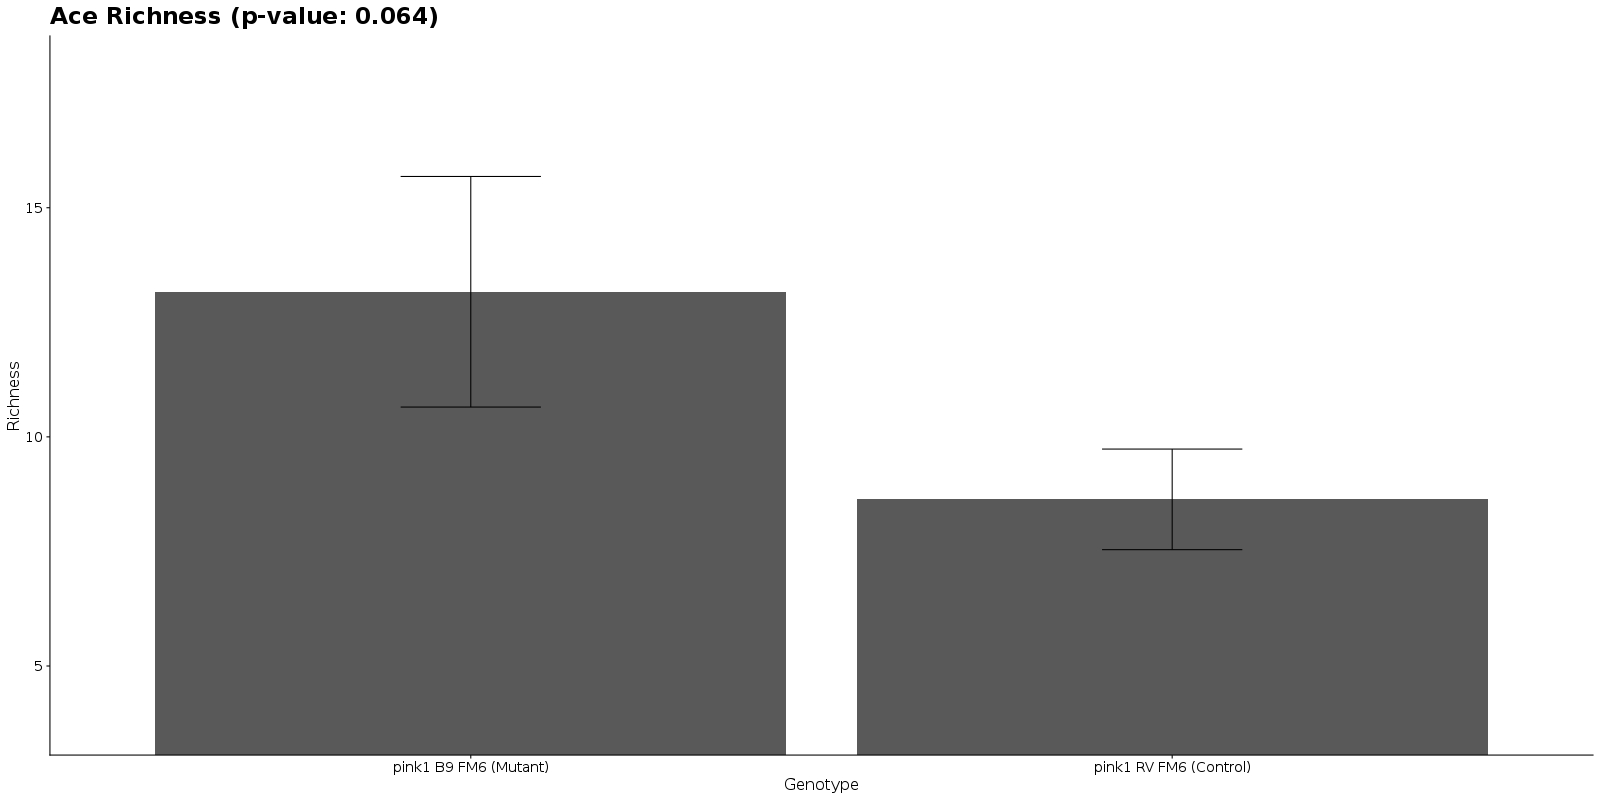 Ace Richness (p-value: 0.064)
Richness
15
10
5
pink1 B9 FM6 (Mutant)
pink1 RV FM6 (Control)
Genotype